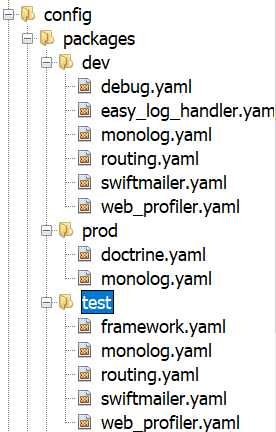 config
packages
dev
debug.yaml
easy_log_handler.yam
monolog.yaml
routing.yaml
swiftmailer.yaml
web_profiler.yaml
prod
doctrine.yaml
monolog.yaml
test
framework.yaml
monolog.yaml
routing.yaml
swiftmailer.yaml
web_profiler.yaml